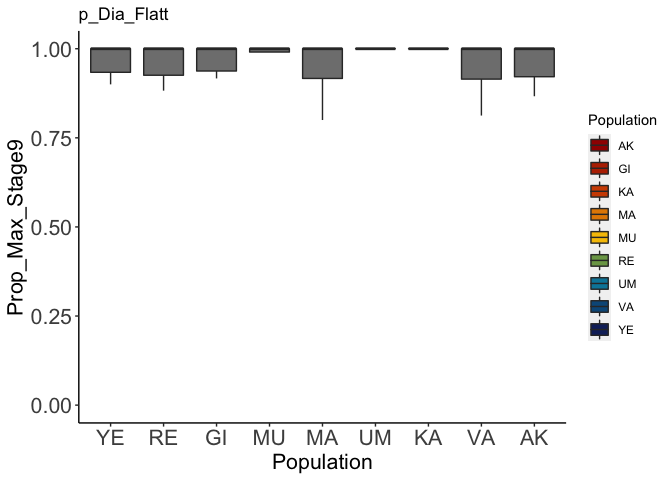 p_Dia_Flatt
Prop_Max_Stage9
1.00
0.75
0.50
0.25
0.00
YE RE GI MU MA UM KA VA AK
Population
Population
AK
GI
KA
MA
MU
RE
UM
VA
YE